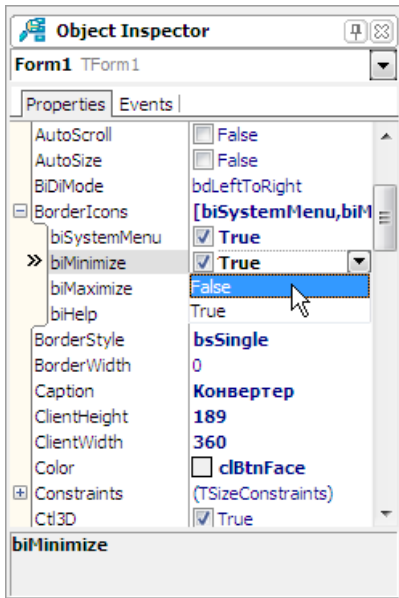 Object Inspector
Form1 TForm1
Properties Events
AutoScroll False
AutoSize False
BiDiMode bdLeftToRight
BorderIcons [biSystemMenu,biM
biSystemMenu True
biMinimize True
biMaximize False
biHelp True
BorderStyle bsSingle
BorderWidth 0
Caption Конвертер
ClientHeight 189
ClientWidth 360
Color clBtnFace
Constraints (TSizeConstraints)
Ctl3D True
biMinimize